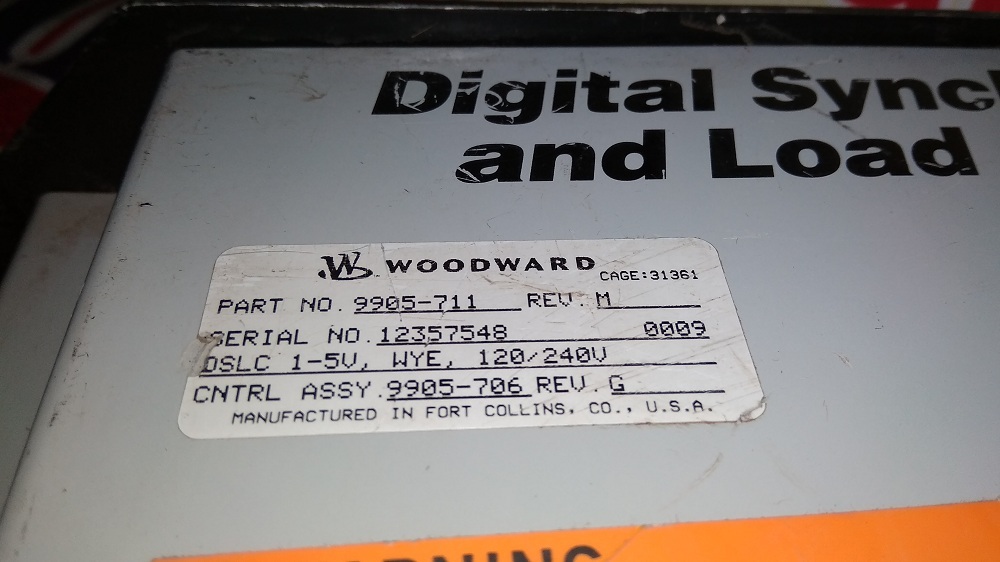 Digital Synch
and Load
WOODWARD CAGE:31361
PART NO. 9905-711 REV. M
SERIAL NO. 12357548 0009
DSLC 1-5V, WYE, 120/240V
CNTRL ASSY. 9905-706 REV. G
MANUFACTURED IN FORT COLLINS, CO., U.S.A.